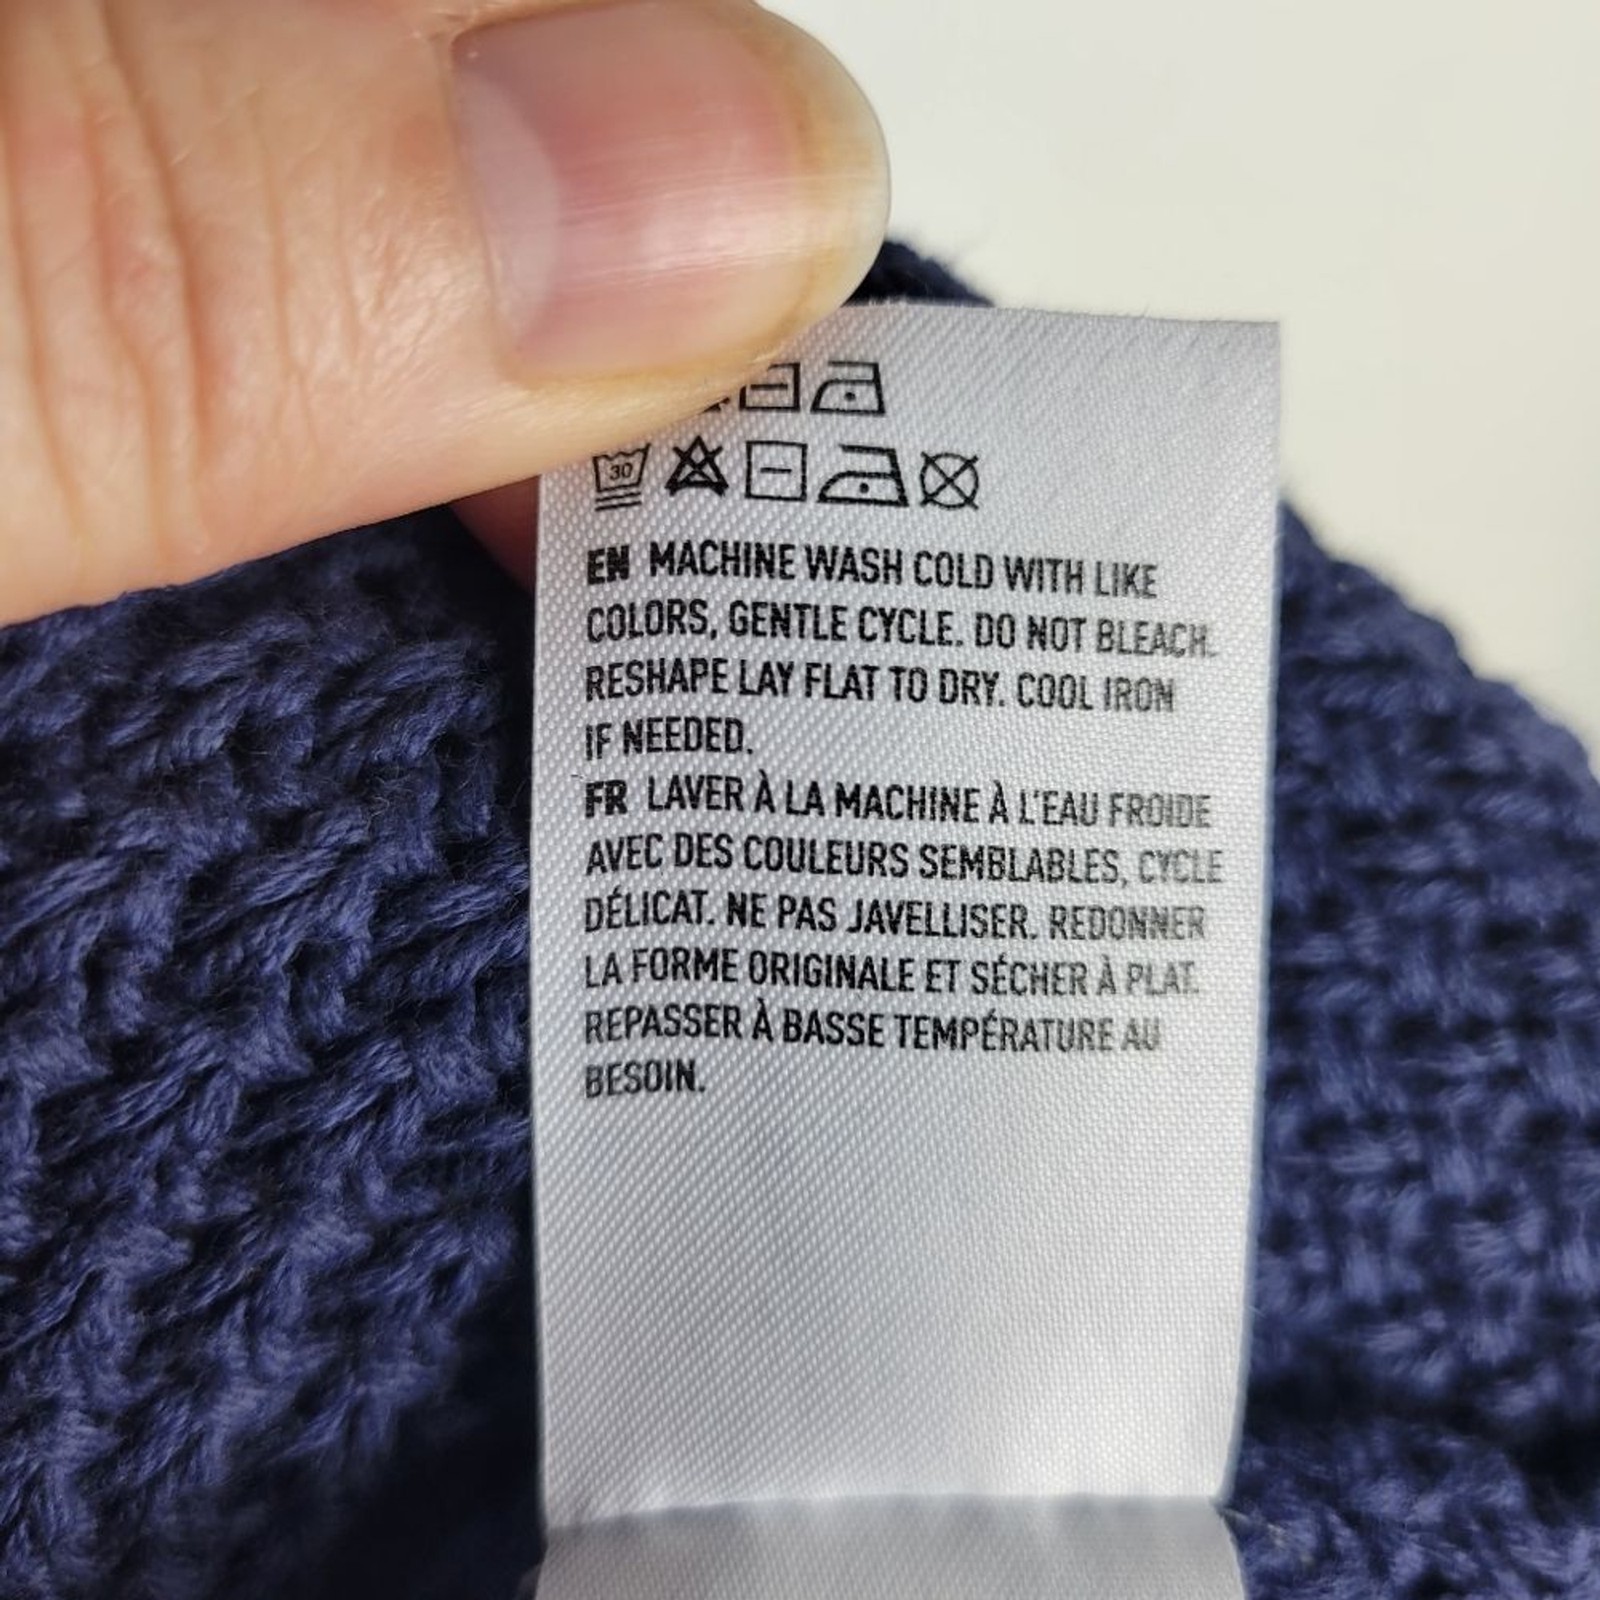 30
EN MACHINE WASH COLD WITH LIKE
COLORS, GENTLE CYCLE. DO NOT BLEACH.
RESHAPE LAY FLAT TO DRY. COOL IRON
IF NEEDED.
FR LAVER À LA MACHINE À L'EAU FROIDE
AVEC DES COULEURS SEMBLABLES, CYCLE
DÉLICAT. NE PAS JAVELLISER. REDONNER
LA FORME ORIGINALE ET SÉCHER À PLAT.
REPASSER À BASSE TEMPÉRATURE AU
BESOIN.